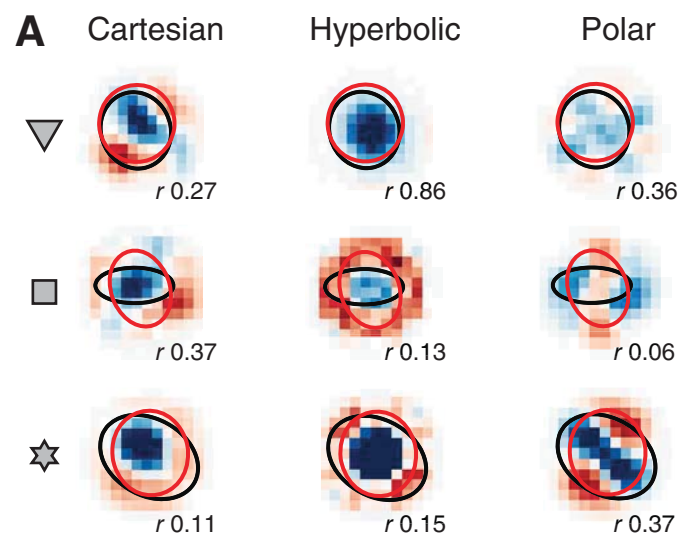 A Cartesian Hyperbolic Polar
r 0.27 r 0.86 r 0.36
r 0.37 r 0.13 r 0.06
r 0.11 r 0.15 r 0.37